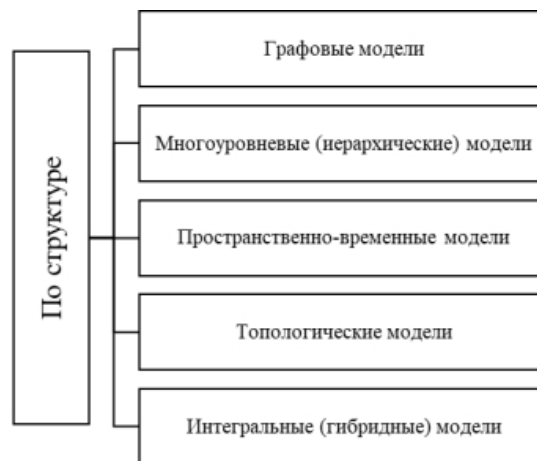 По структуре
Графовые модели
Многоуровневые (иерархические) модели
Пространственно-временные модели
Топологические модели
Интегральные (гибридные) модели